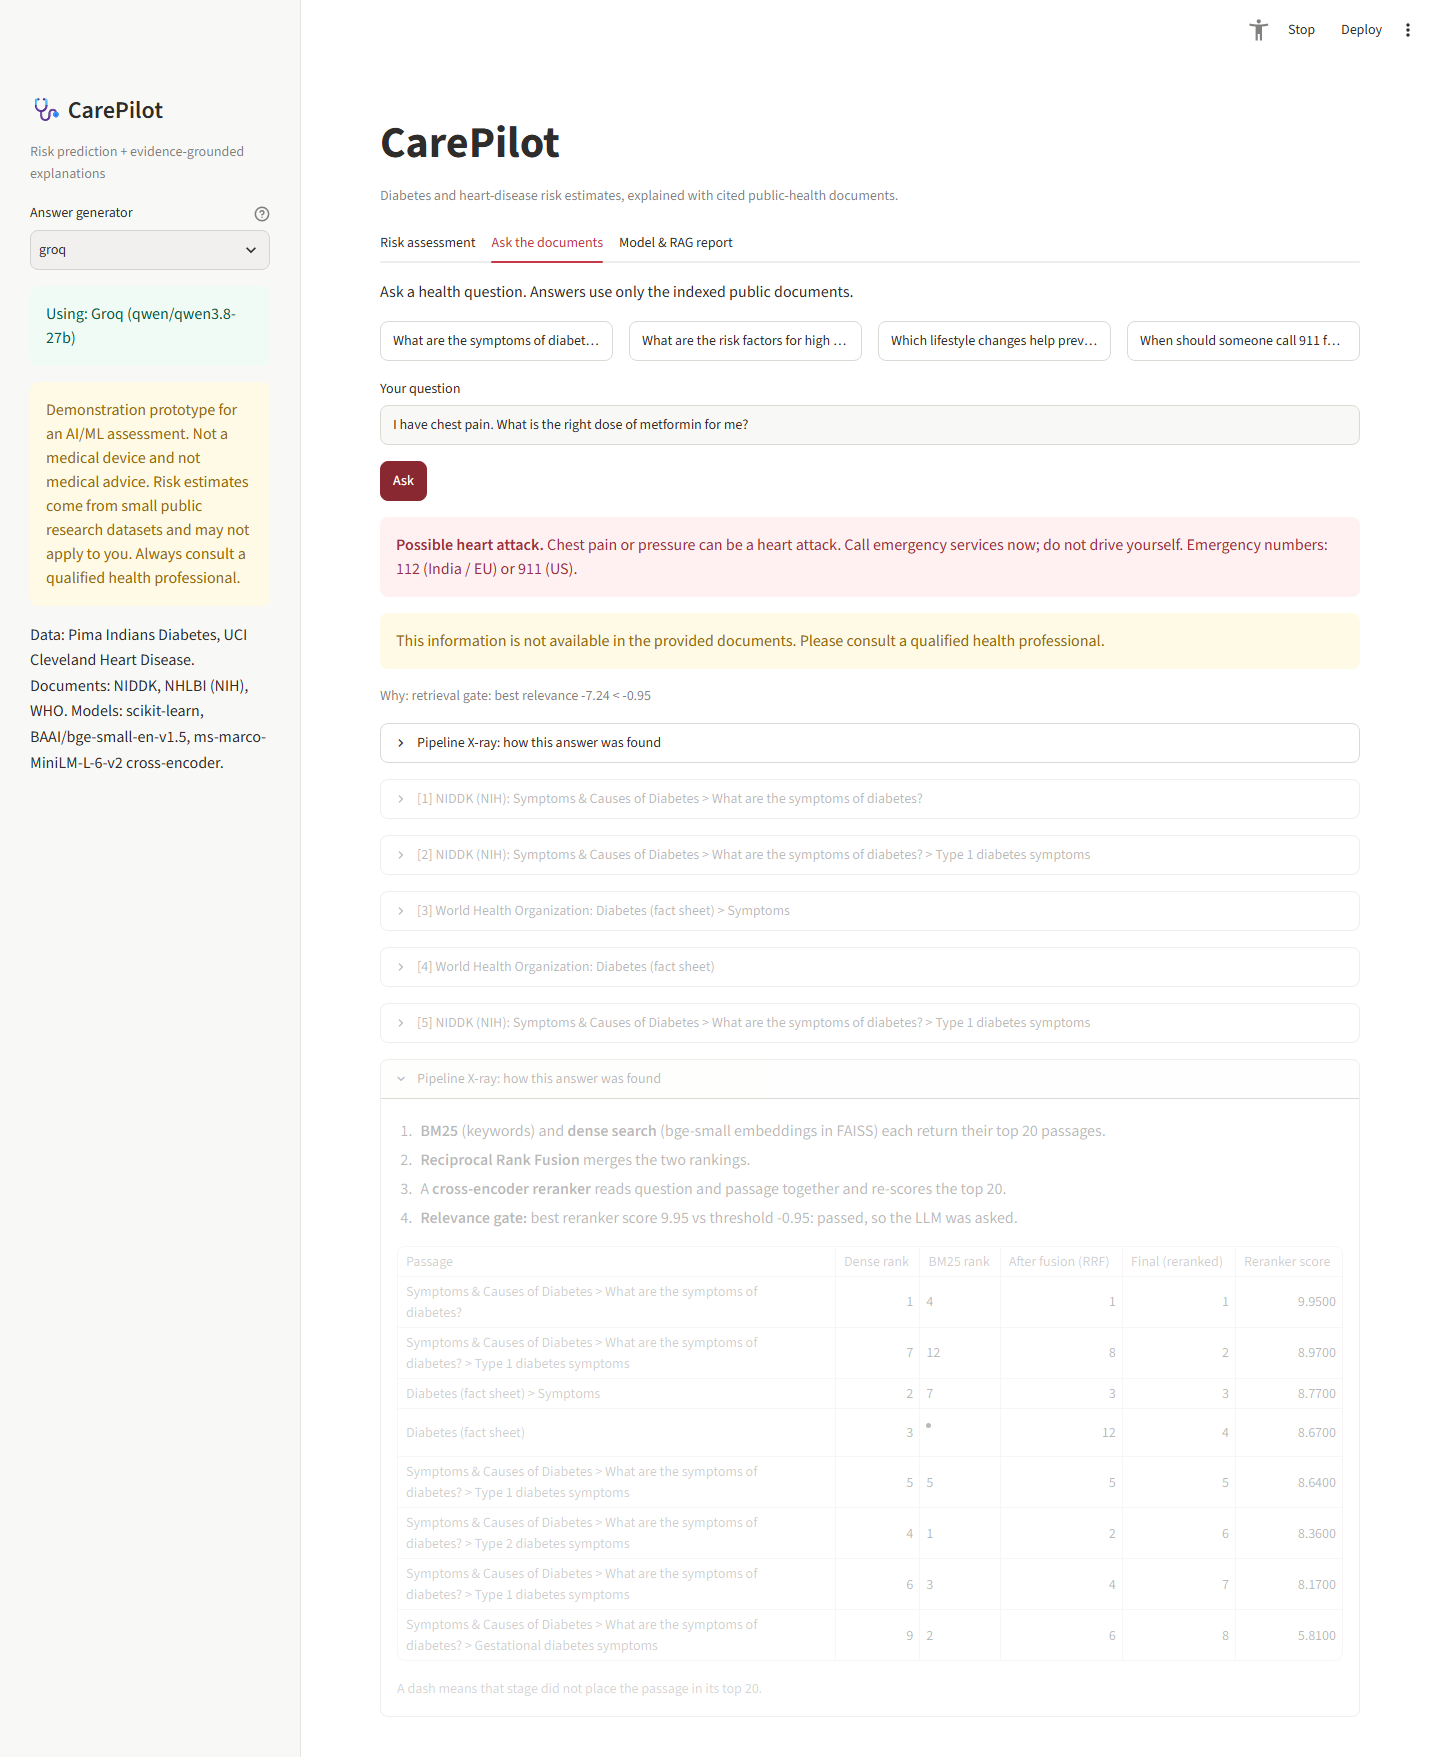 Stop
Deploy
CarePilot
Risk prediction + evidence-grounded
explanations
Answer generator
groq
Using: Groq (qwen/qwen3.8-
27b)
Demonstration prototype for
an AI/ML assessment. Not a
medical device and not
medical advice. Risk estimates
come from small public
research datasets and may not
apply to you. Always consult a
qualified health professional.
Data: Pima Indians Diabetes, UCI
Cleveland Heart Disease.
Documents: NIDDK, NHLBI (NIH),
WHO. Models: scikit-learn,
BAAI/bge-small-en-v1.5, ms-marco-
MiniLM-L-6-v2 cross-encoder.
CarePilot
Diabetes and heart-disease risk estimates, explained with cited public-health documents.
Risk assessment Ask the documents Model & RAG report
Ask a health question. Answers use only the indexed public documents.
What are the symptoms of diabet… What are the risk factors for high … Which lifestyle changes help prev… When should someone call 911 f…
Your question
I have chest pain. What is the right dose of metformin for me?
Ask
Possible heart attack. Chest pain or pressure can be a heart attack. Call emergency services now; do not drive yourself. Emergency numbers:
112 (India / EU) or 911 (US).
This information is not available in the provided documents. Please consult a qualified health professional.
Why: retrieval gate: best relevance -7.24 < -0.95
Pipeline X-ray: how this answer was found
[1] NIDDK (NIH): Symptoms & Causes of Diabetes > What are the symptoms of diabetes?
[2] NIDDK (NIH): Symptoms & Causes of Diabetes > What are the symptoms of diabetes? > Type 1 diabetes symptoms
[3] World Health Organization: Diabetes (fact sheet) > Symptoms
[4] World Health Organization: Diabetes (fact sheet)
[5] NIDDK (NIH): Symptoms & Causes of Diabetes > What are the symptoms of diabetes? > Type 1 diabetes symptoms
Pipeline X-ray: how this answer was found
1. BM25 (keywords) and dense search (bge-small embeddings in FAISS) each return their top 20 passages.
2. Reciprocal Rank Fusion merges the two rankings.
3. A cross-encoder reranker reads question and passage together and re-scores the top 20.
4. Relevance gate: best reranker score 9.95 vs threshold -0.95: passed, so the LLM was asked.
Passage Dense rank BM25 rank After fusion (RRF) Final (reranked) Reranker score
Symptoms & Causes of Diabetes > What are the symptoms of
diabetes? 1 4 1 1 9.9500
Symptoms & Causes of Diabetes > What are the symptoms of
diabetes? > Type 1 diabetes symptoms 7 12 8 2 8.9700
Diabetes (fact sheet) > Symptoms 2 7 3 3 8.7700
Diabetes (fact sheet) 3 • 12 4 8.6700
Symptoms & Causes of Diabetes > What are the symptoms of
diabetes? > Type 1 diabetes symptoms 5 5 5 5 8.6400
Symptoms & Causes of Diabetes > What are the symptoms of
diabetes? > Type 2 diabetes symptoms 4 1 2 6 8.3600
Symptoms & Causes of Diabetes > What are the symptoms of
diabetes? > Type 1 diabetes symptoms 6 3 4 7 8.1700
Symptoms & Causes of Diabetes > What are the symptoms of
diabetes? > Gestational diabetes symptoms 9 2 6 8 5.8100
A dash means that stage did not place the passage in its top 20.